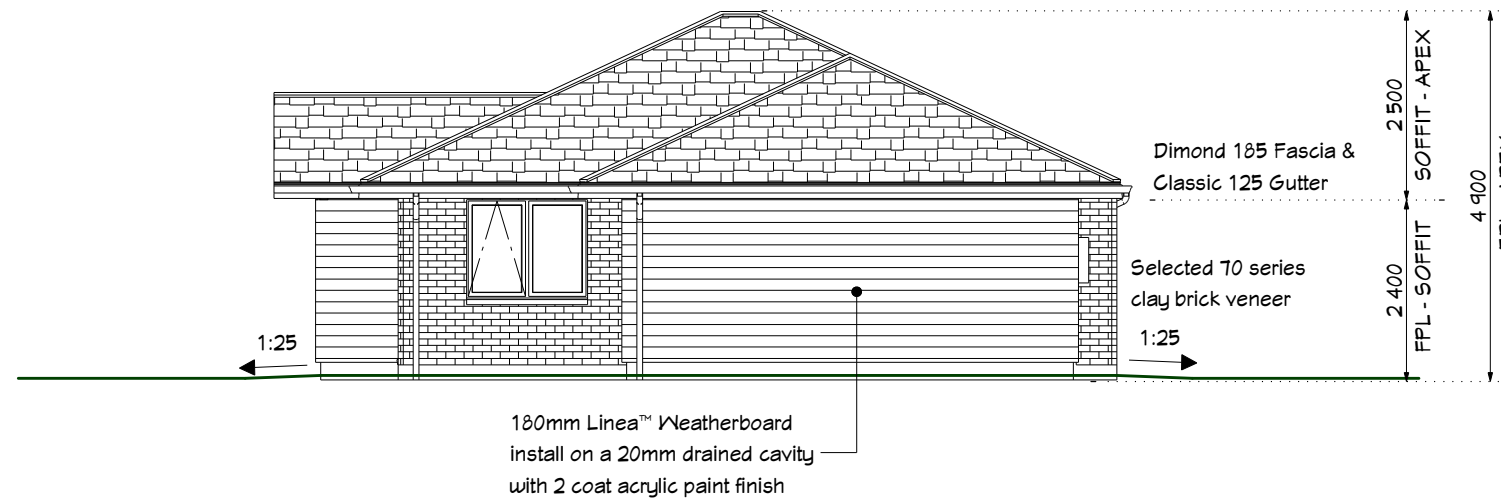 2 500
SOFFIT - APEX
4 900
Dimond 185 Fascia &
Classic 125 Gutter
2 400
FPL - SOFFIT
Selected 70 series
clay brick veneer
1:25
1:25
180mm Linea™ Weatherboard
install on a 20mm drained cavity
with 2 coat acrylic paint finish